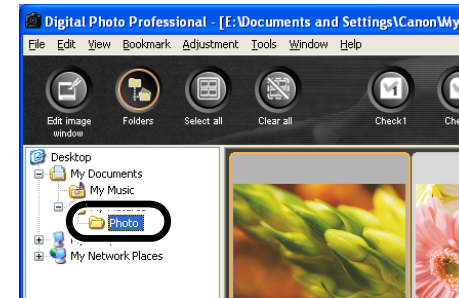 Digital Photo Professional - [E:\Documents and Settings\Canon\My
File Edit View Bookmark Adjustment Tools Window Help
Edit image window
Folders
Select all
Clear all
Check1
Desktop
My Documents
My Music
Photo
My Network Places